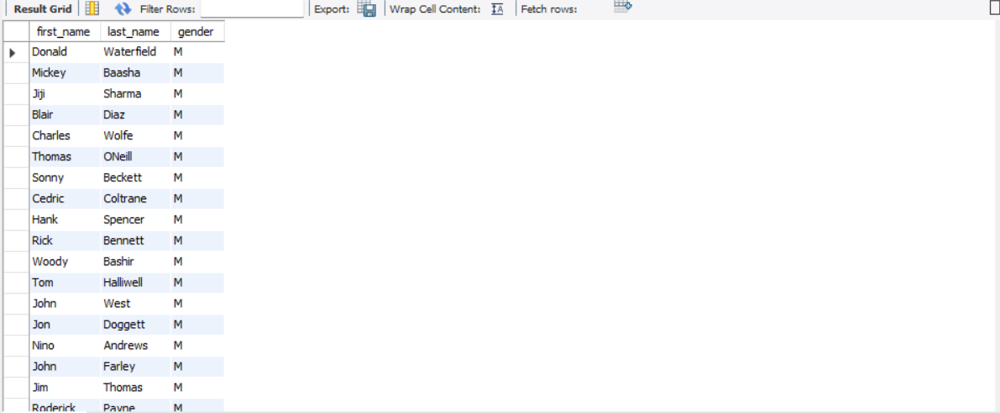 Result Grid Filter Rows: Export: Wrap Cell Content: IA Fetch rows:
first_name last_name gender
Donald Waterfield M
Mickey Baasha M
Jiji Sharma M
Blair Diaz M
Charles Wolfe M
Thomas ONeill M
Sonny Beckett M
Cedric Coltrane M
Hank Spencer M
Rick Bennett M
Woody Bashir M
Tom Halliwell M
John West M
Jon Doggett M
Nino Andrews M
John Farley M
Jim Thomas M
Roderick Payne M